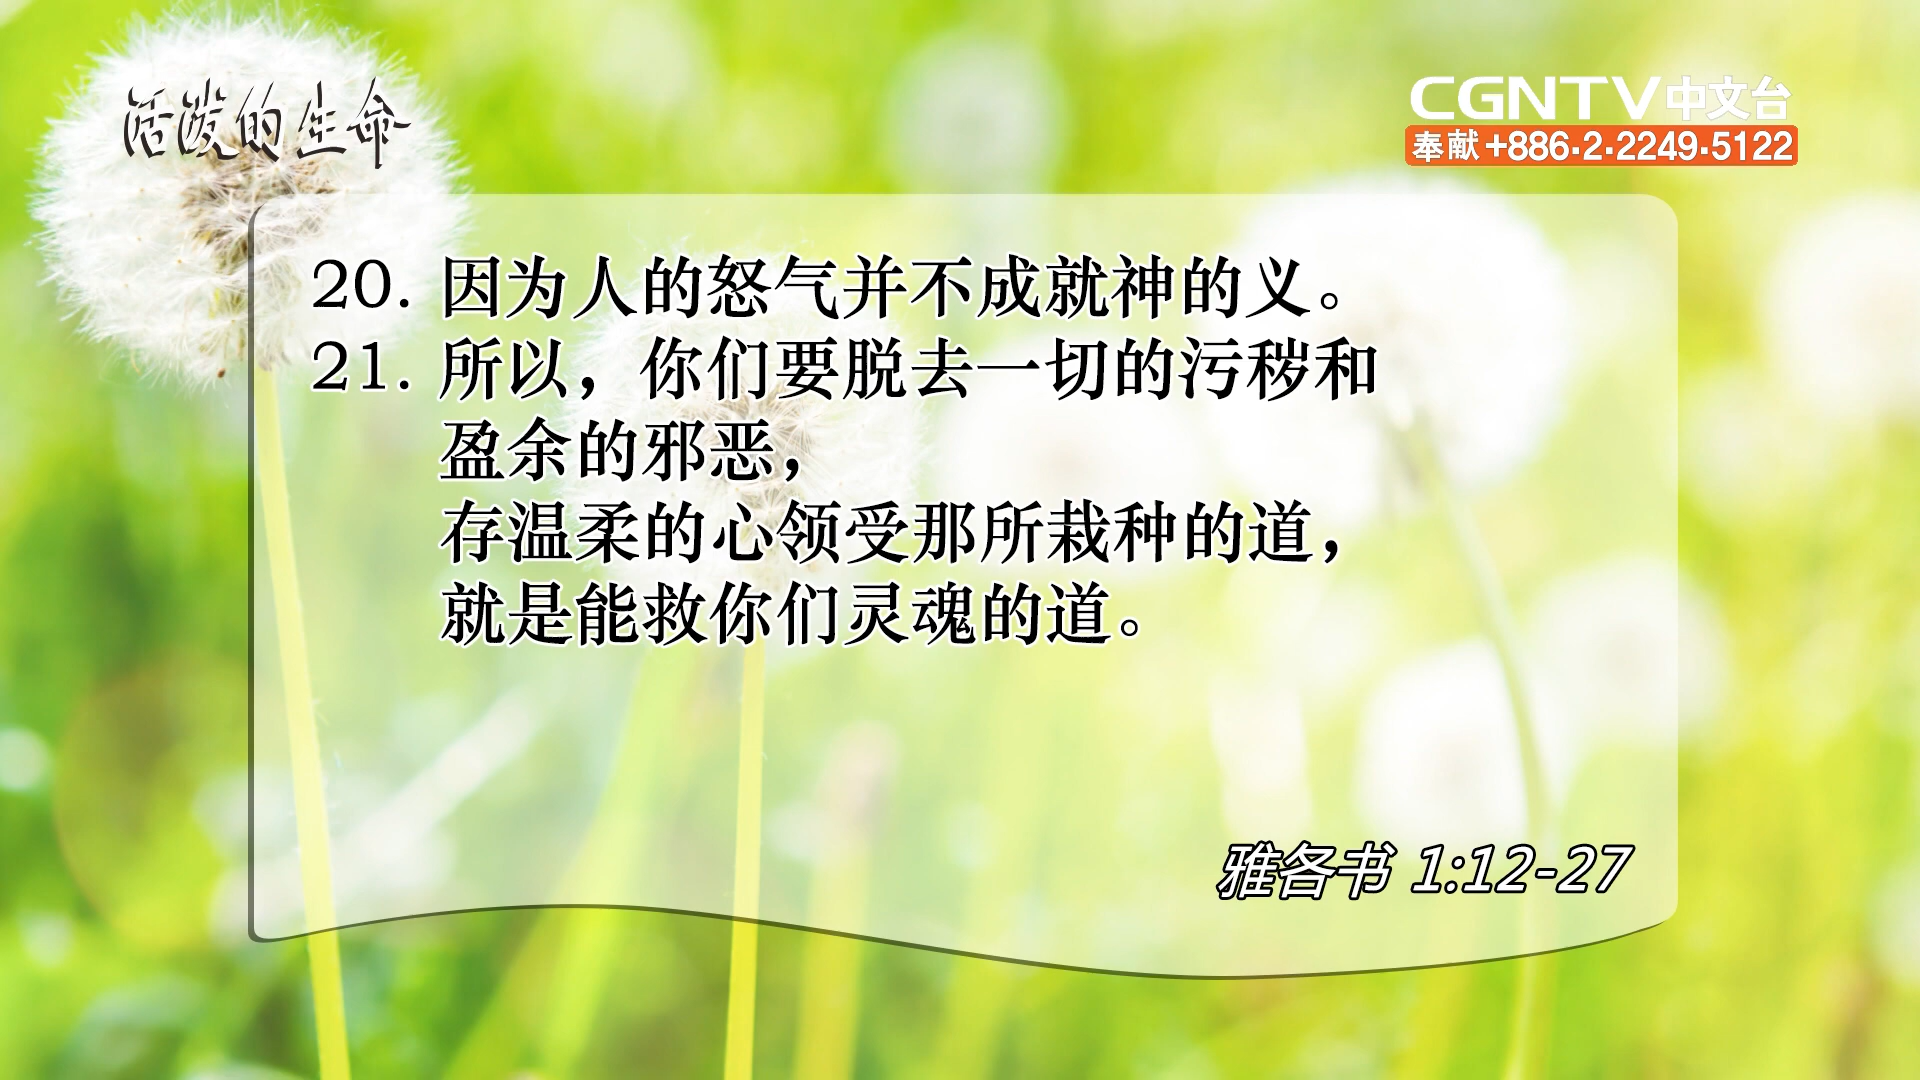 活泼的生命
CGNTV中文台
奉献+886·2·2249·5122
20. 因为人的怒气并不成就神的义。
21. 所以，你们要脱去一切的污秽和
盈余的邪恶，
存温柔的心领受那所栽种的道，
就是能救你们灵魂的道。
雅各书 1:12-27